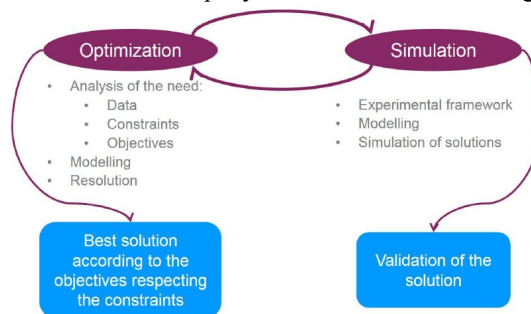 Optimization
Simulation
• Analysis of the need:
• Data
• Constraints
• Objectives
• Modelling
• Resolution
• Experimental framework
• Modelling
• Simulation of solutions
Best solution
according to the
objectives respecting
the constraints
Validation of the
solution